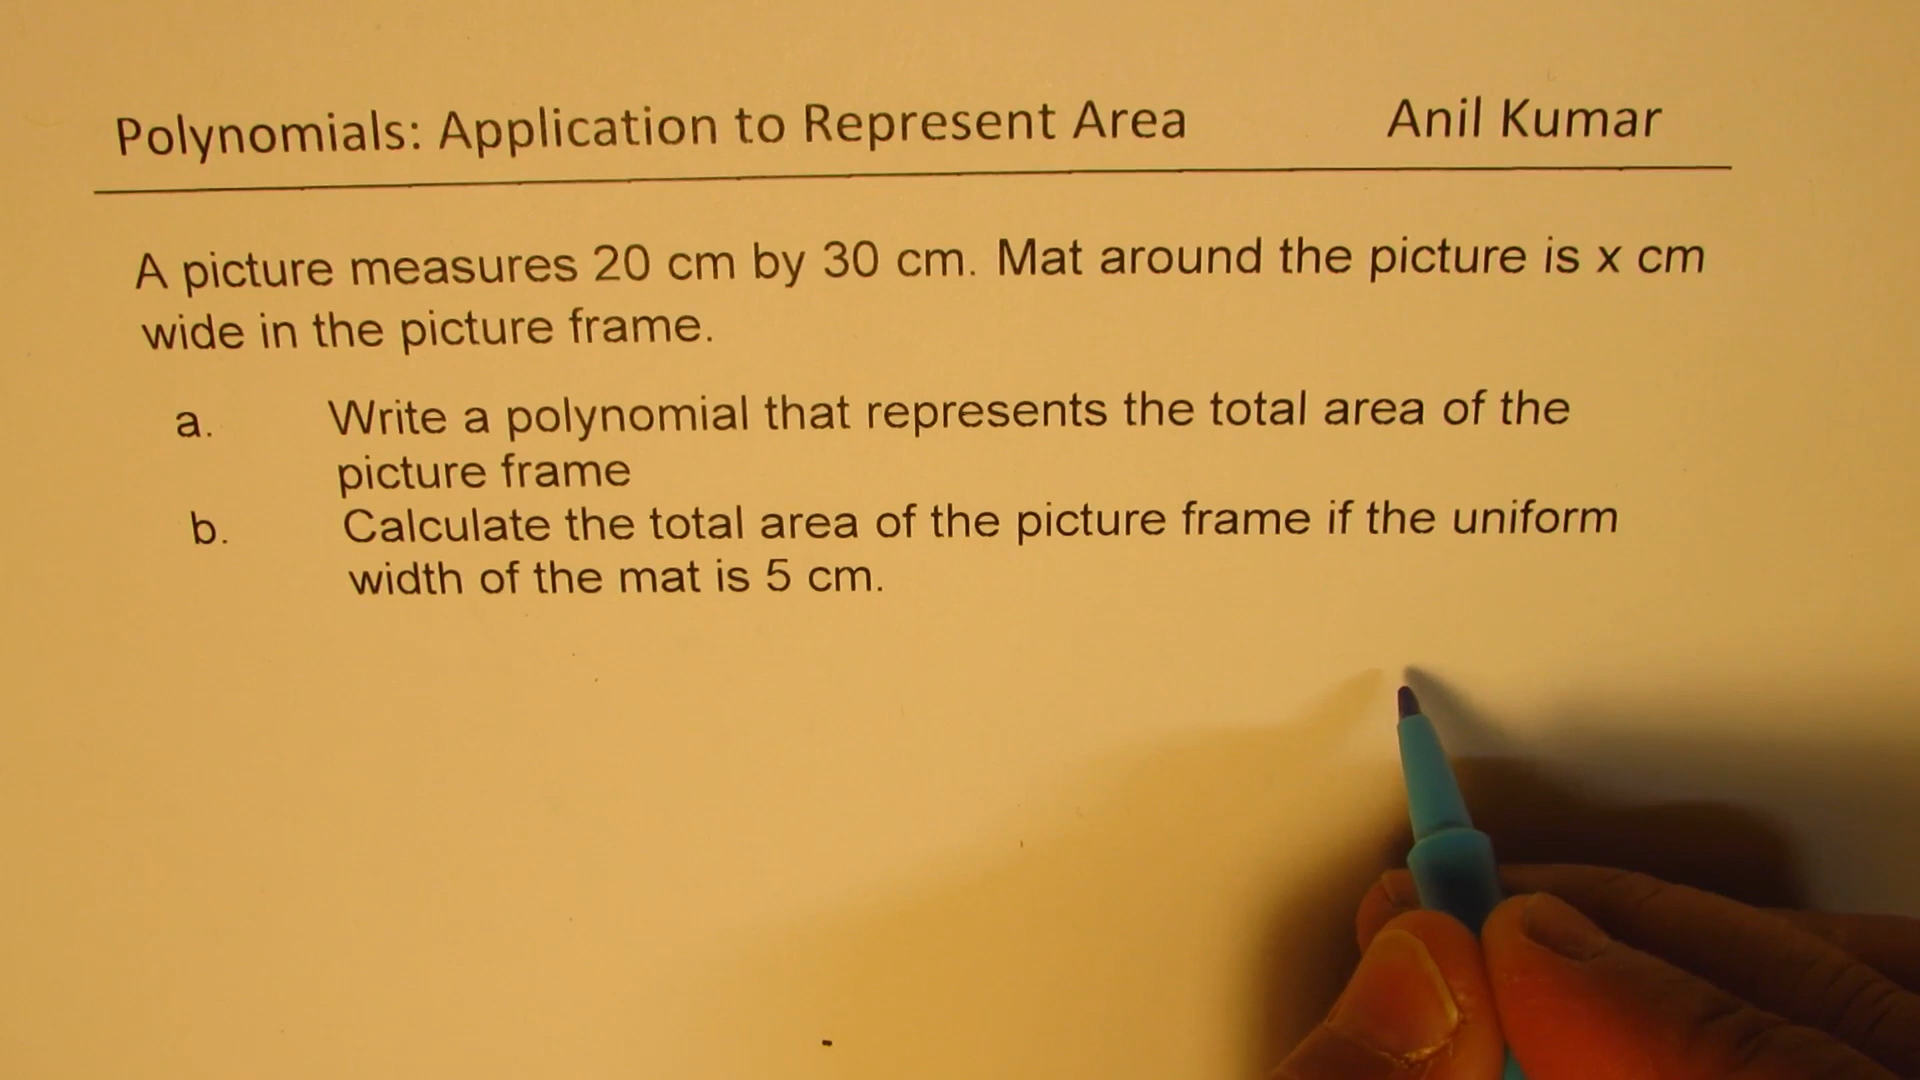 Polynomials: Application to Represent Area Anil Kumar
A picture measures 20 cm by 30 cm. Mat around the picture is x cm
wide in the picture frame.
a. Write a polynomial that represents the total area of the
picture frame
b. Calculate the total area of the picture frame if the uniform
width of the mat is 5 cm.